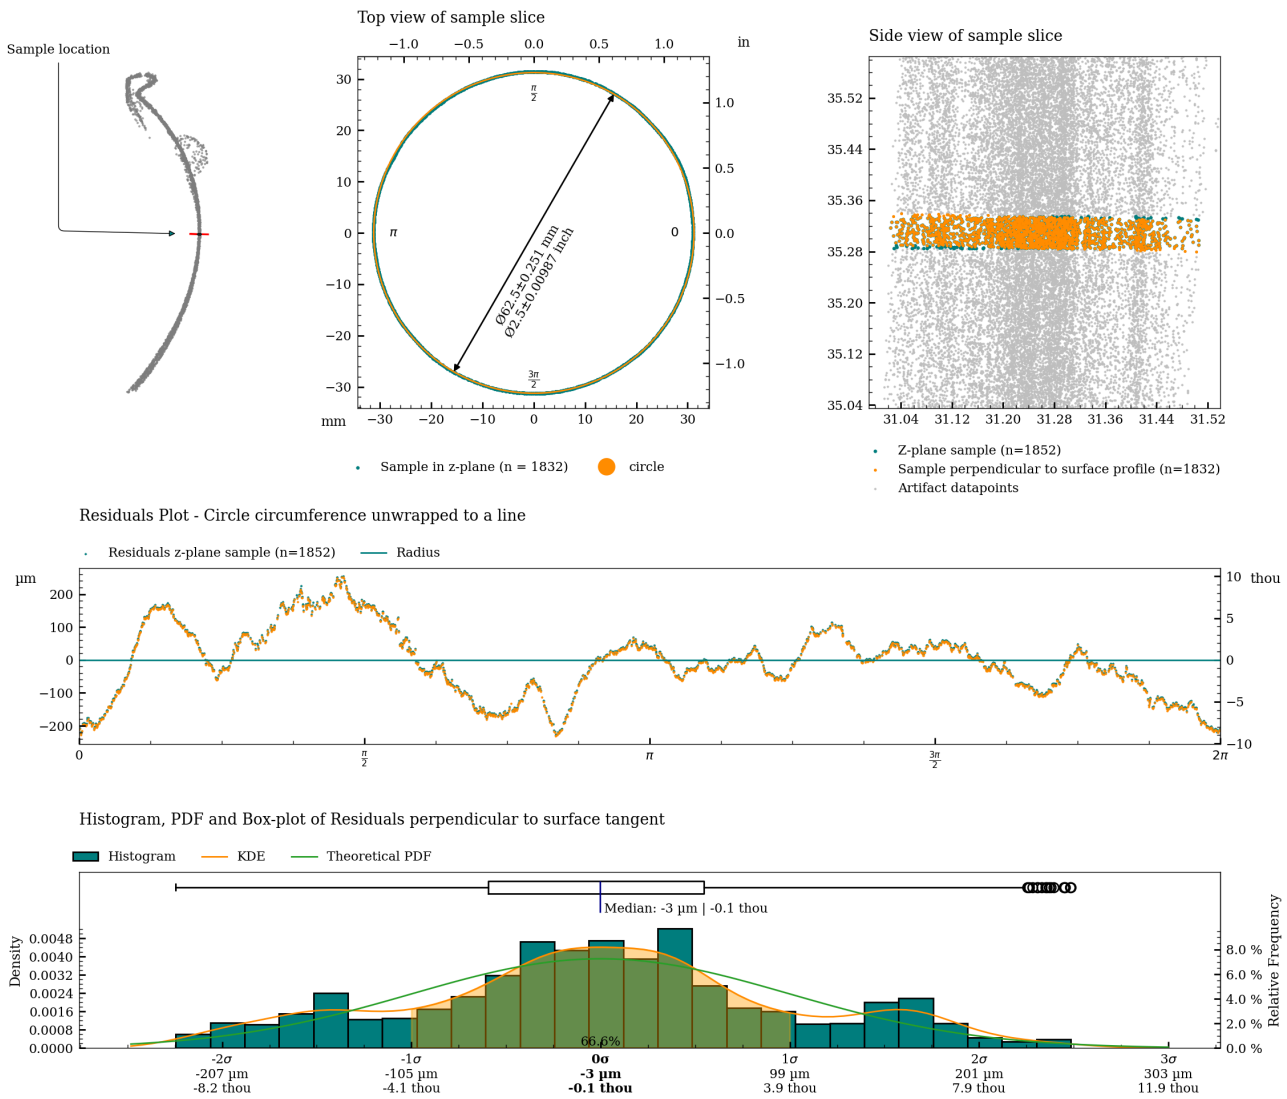 Sample location
Top view of sample slice
−1.0 −0.5 0.0 0.5 1.0 in
30
20
10
0
−10
−20
−30
mm
π/2
π
0
3π/2
Ø62.5±0.251 mm
Ø2.5±0.00987 inch
1.0
0.5
0.0
−0.5
−1.0
−30 −20 −10 0 10 20 30
Sample in z-plane (n = 1832) circle
Side view of sample slice
35.52
35.44
35.36
35.28
35.20
35.12
35.04
31.04 31.12 31.20 31.28 31.36 31.44 31.52
Z-plane sample (n=1852)
Sample perpendicular to surface profile (n=1832)
Artifact datapoints
Residuals Plot - Circle circumference unwrapped to a line
Residuals z-plane sample (n=1852) Radius
µm
200
100
0
−100
−200
thou
10
5
0
−5
−10
0 π/2 π 3π/2 2π
Histogram, PDF and Box-plot of Residuals perpendicular to surface tangent
Histogram KDE Theoretical PDF
Median: -3 µm | -0.1 thou
Density
0.0048
0.0040
0.0032
0.0024
0.0016
0.0008
0.0000
Relative Frequency
8.0 %
6.0 %
4.0 %
2.0 %
0.0 %
66.6%
-2σ -1σ 0σ 1σ 2σ 3σ
-207 µm -105 µm -3 µm 99 µm 201 µm 303 µm
-8.2 thou -4.1 thou -0.1 thou 3.9 thou 7.9 thou 11.9 thou